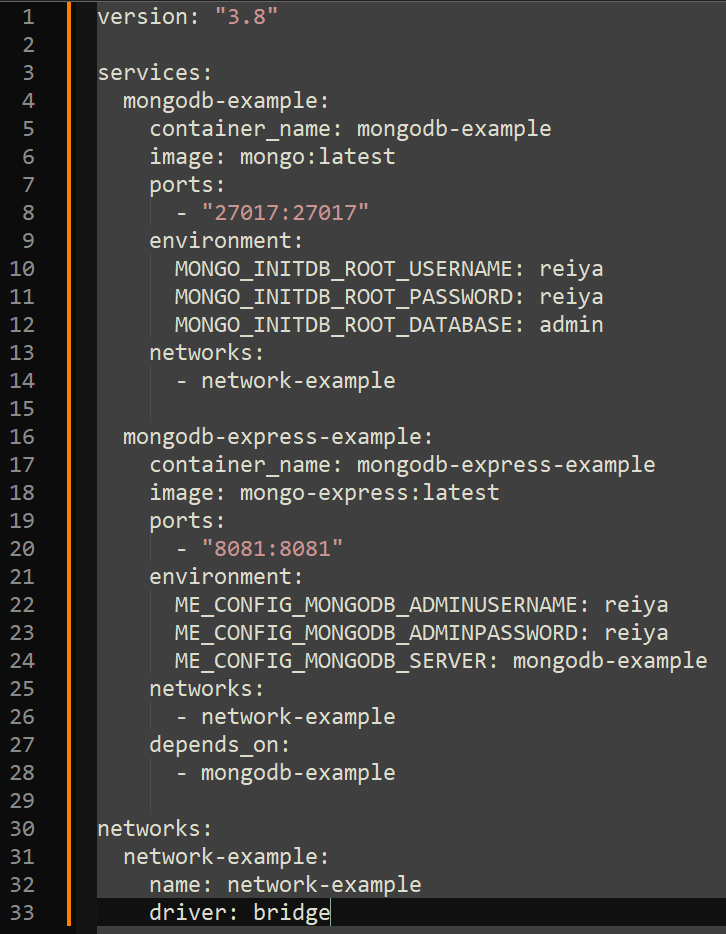 1 version: "3.8"
2
3 services:
4   mongodb-example:
5     container_name: mongodb-example
6     image: mongo:latest
7     ports:
8       - "27017:27017"
9     environment:
10       MONGO_INITDB_ROOT_USERNAME: reiya
11       MONGO_INITDB_ROOT_PASSWORD: reiya
12       MONGO_INITDB_ROOT_DATABASE: admin
13     networks:
14       - network-example
15
16   mongodb-express-example:
17     container_name: mongodb-express-example
18     image: mongo-express:latest
19     ports:
20       - "8081:8081"
21     environment:
22       ME_CONFIG_MONGODB_ADMINUSERNAME: reiya
23       ME_CONFIG_MONGODB_ADMINPASSWORD: reiya
24       ME_CONFIG_MONGODB_SERVER: mongodb-example
25     networks:
26       - network-example
27     depends_on:
28       - mongodb-example
29
30 networks:
31   network-example:
32     name: network-example
33     driver: bridge